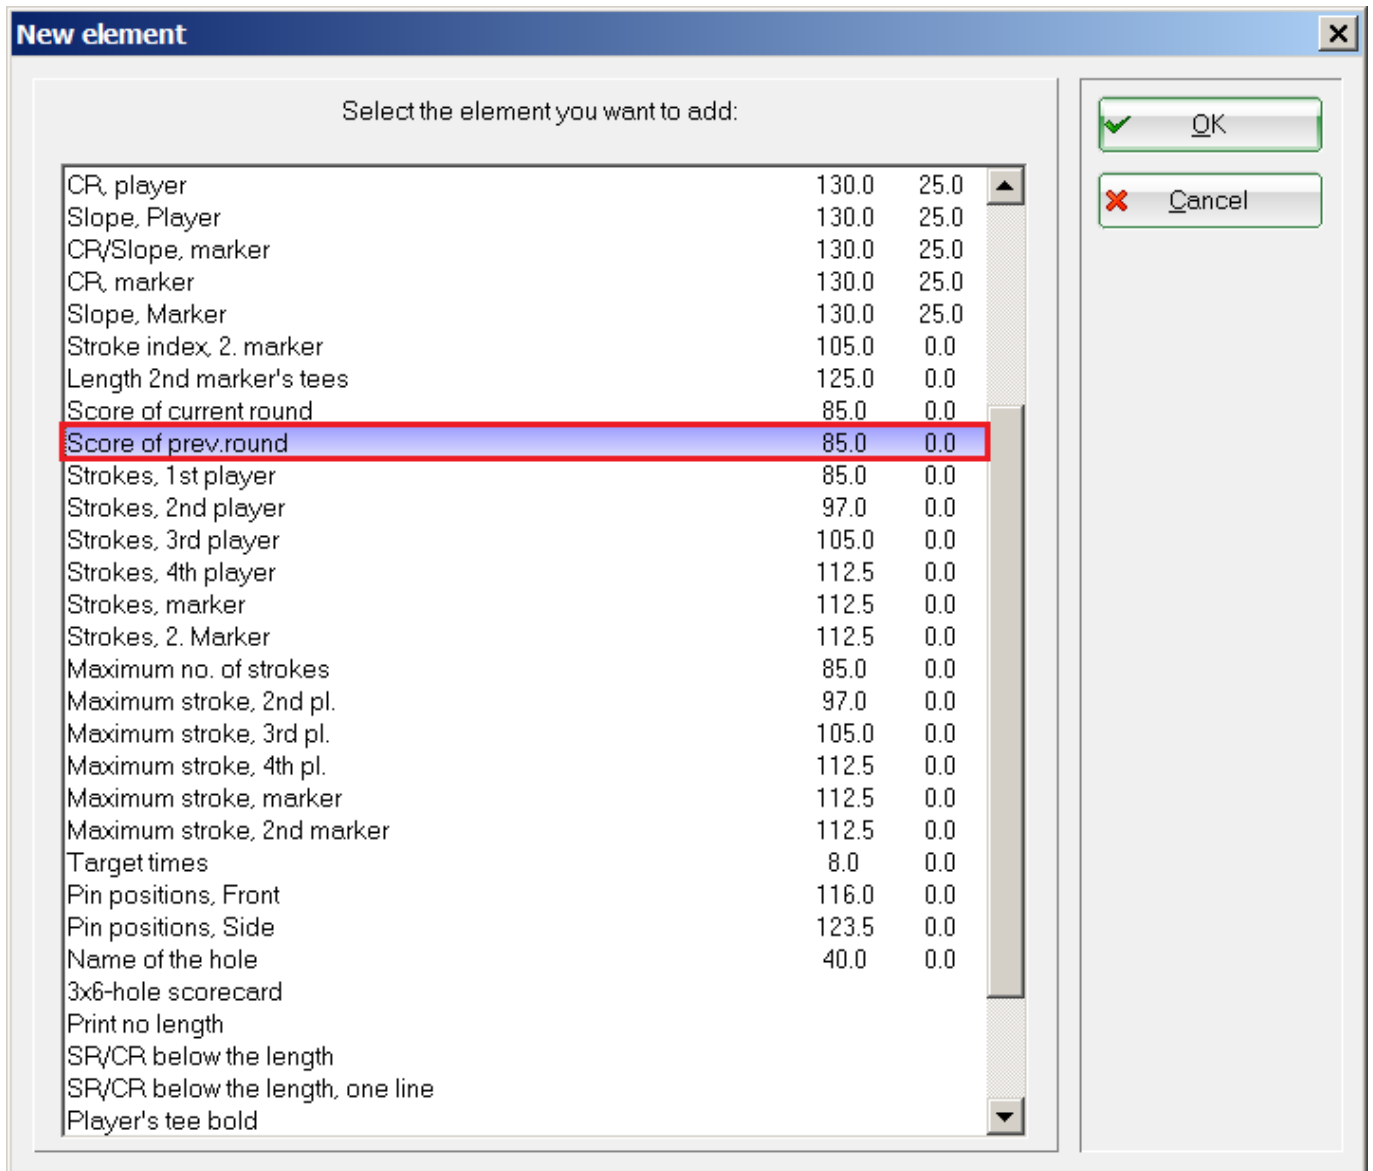 New element
Select the element you want to add:
OK
Cancel
CR, player 130.0 25.0
Slope, Player 130.0 25.0
CR/Slope, marker 130.0 25.0
CR, marker 130.0 25.0
Slope, Marker 130.0 25.0
Stroke index, 2. marker 105.0 0.0
Length 2nd marker's tees 125.0 0.0
Score of current round 85.0 0.0
Score of prev.round 85.0 0.0
Strokes, 1st player 85.0 0.0
Strokes, 2nd player 97.0 0.0
Strokes, 3rd player 105.0 0.0
Strokes, 4th player 112.5 0.0
Strokes, marker 112.5 0.0
Strokes, 2. Marker 112.5 0.0
Maximum no. of strokes 85.0 0.0
Maximum stroke, 2nd pl. 97.0 0.0
Maximum stroke, 3rd pl. 105.0 0.0
Maximum stroke, 4th pl. 112.5 0.0
Maximum stroke, marker 112.5 0.0
Maximum stroke, 2nd marker 112.5 0.0
Target times 8.0 0.0
Pin positions, Front 116.0 0.0
Pin positions, Side 123.5 0.0
Name of the hole 40.0 0.0
3x6-hole scorecard
Print no length
SR/CR below the length
SR/CR below the length, one line
Player's tee bold